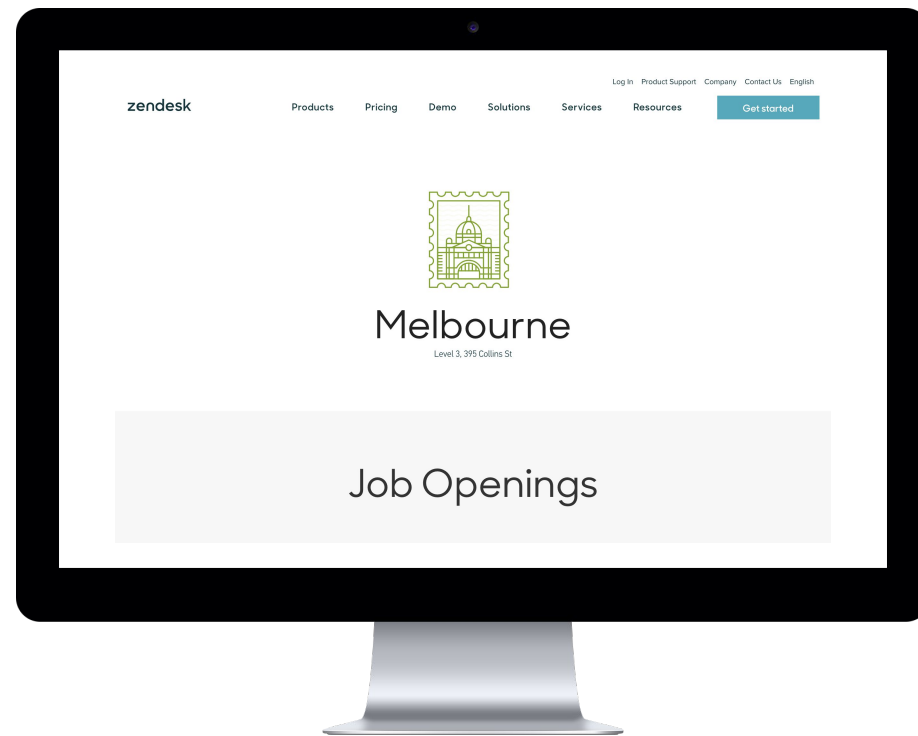 Log In Product Support Company Contact Us English
zendesk Products Pricing Demo Solutions Services Resources Get started
Melbourne
Level 3, 395 Collins St
Job Openings